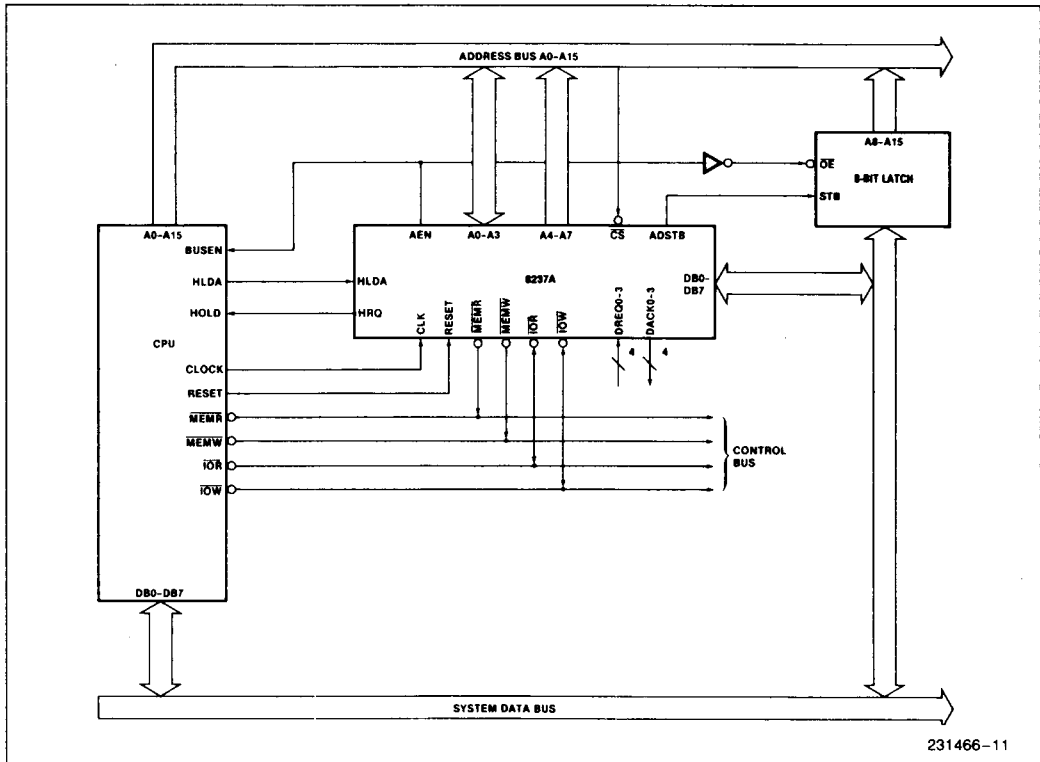 ADDRESS BUS A0-A15
A8-A15
OE
8-BIT LATCH
STB
A0-A15
BUSEN
AEN
A0-A3
A4-A7
CS
ADSTB
HLDA
HLDA
8237A
DB0-
DB7
HOLD
HRQ
CLK
RESET
MEMR
MEMW
IOR
IOW
DREQ0-3
DACK0-3
CPU
4
4
CLOCK
RESET
MEMR
MEMW
IOR
IOW
CONTROL
BUS
DB0-DB7
SYSTEM DATA BUS
231466-11